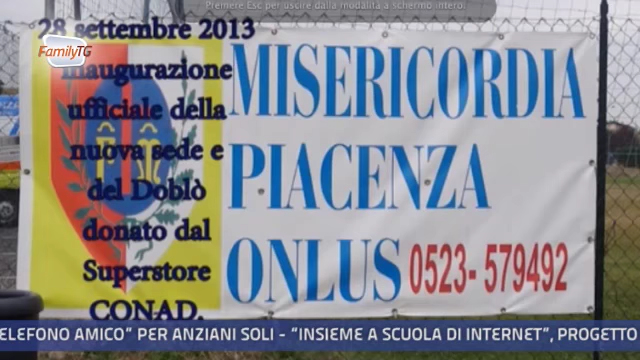 Premere Esc per uscire dalla modalità a schermo intero.
28 settembre 2013
FamilyTG
inaugurazione
ufficiale della
nuova sede e
del Doblò
donato dal
Superstore
CONAD.
MISERICORDIA
PIACENZA
ONLUS 0523-579492
ELEFONO AMICO" PER ANZIANI SOLI - "INSIEME A SCUOLA DI INTERNET", PROGETTO